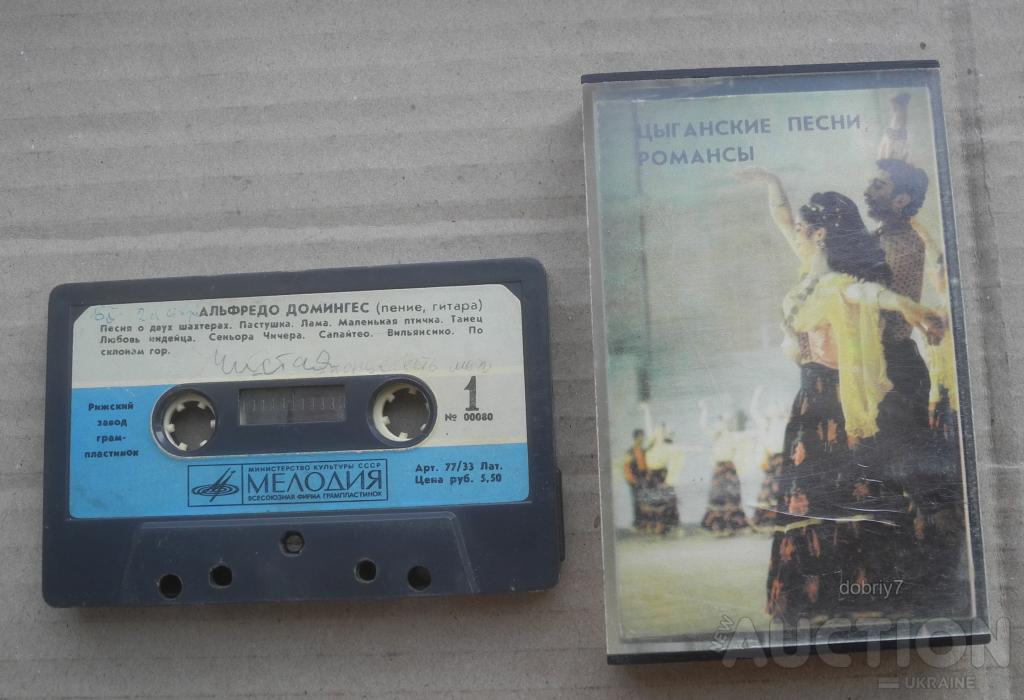 АЛЬФРЕДО ДОМИНГЕС (пение, гитара)
Песня о двух шахтерах. Пастушка. Лама. Маленькая птичка. Танец
Любовь индейца. Сеньора Чичера. Сапайтео. Вильянсико. По
склонам гор.
Чистая
1
№ 00080
Рижский
завод
грам-
пластинок
МИНИСТЕРСТВО КУЛЬТУРЫ СССР
МЕЛОДИЯ
ВСЕСОЮЗНАЯ ФИРМА ГРАМПЛАСТИНОК
Арт. 77/33 Лат.
Цена руб. 5,50
ЦЫГАНСКИЕ ПЕСНИ,
РОМАНСЫ
dobriy7
NEW
AUCTION
UKRAINE